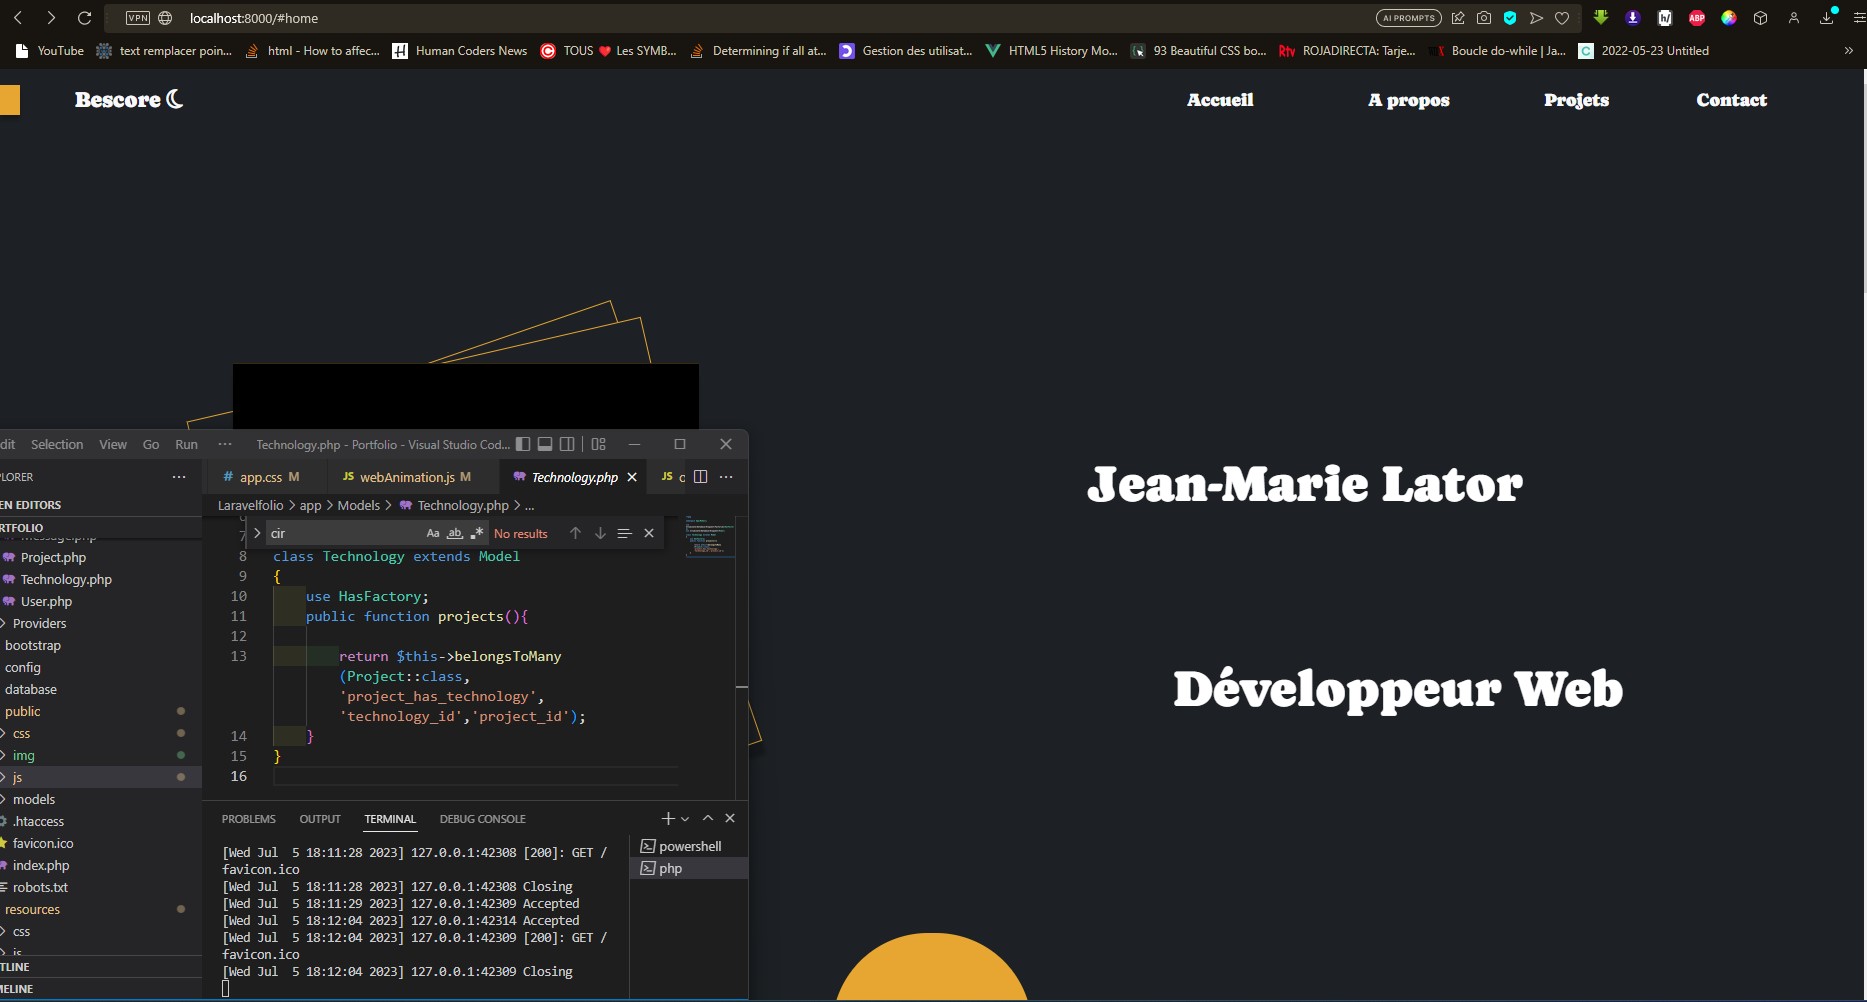 VPN
localhost:8000/#home
AI PROMPTS
ABP
YouTube
text remplacer poin...
html - How to affec...
Human Coders News
TOUS ❤ Les SYMB...
Determining if all at...
Gestion des utilisat...
HTML5 History Mo...
93 Beautiful CSS bo...
ROJADIRECTA: Tarje...
Boucle do-while | Ja...
2022-05-23 Untitled
»
Bescore
Accueil
A propos
Projets
Contact
Jean-Marie Lator
Développeur Web
dit Selection View Go Run ...
Technology.php - Portfolio - Visual Studio Cod...
PLORER ...
# app.css M
JS webAnimation.js M
Technology.php
JS o
...
EN EDITORS
RTFOLIO
Message.php
Project.php
Technology.php
User.php
Providers
bootstrap
config
database
public
css
img
js
models
.htaccess
favicon.ico
index.php
robots.txt
resources
css
js
TLINE
MELINE
Laravelfolio > app > Models > Technology.php > ...
cir
Aa ab .* No results
7
8 class Technology extends Model
9 {
10 use HasFactory;
11 public function projects(){
12
13 return $this->belongsToMany
(Project::class,
'project_has_technology',
'technology_id','project_id');
14 }
15 }
16
PROBLEMS OUTPUT TERMINAL DEBUG CONSOLE
powershell
php
[Wed Jul  5 18:11:28 2023] 127.0.0.1:42308 [200]: GET /
favicon.ico
[Wed Jul  5 18:11:28 2023] 127.0.0.1:42308 Closing
[Wed Jul  5 18:11:29 2023] 127.0.0.1:42309 Accepted
[Wed Jul  5 18:12:04 2023] 127.0.0.1:42314 Accepted
[Wed Jul  5 18:12:04 2023] 127.0.0.1:42309 [200]: GET /
favicon.ico
[Wed Jul  5 18:12:04 2023] 127.0.0.1:42309 Closing